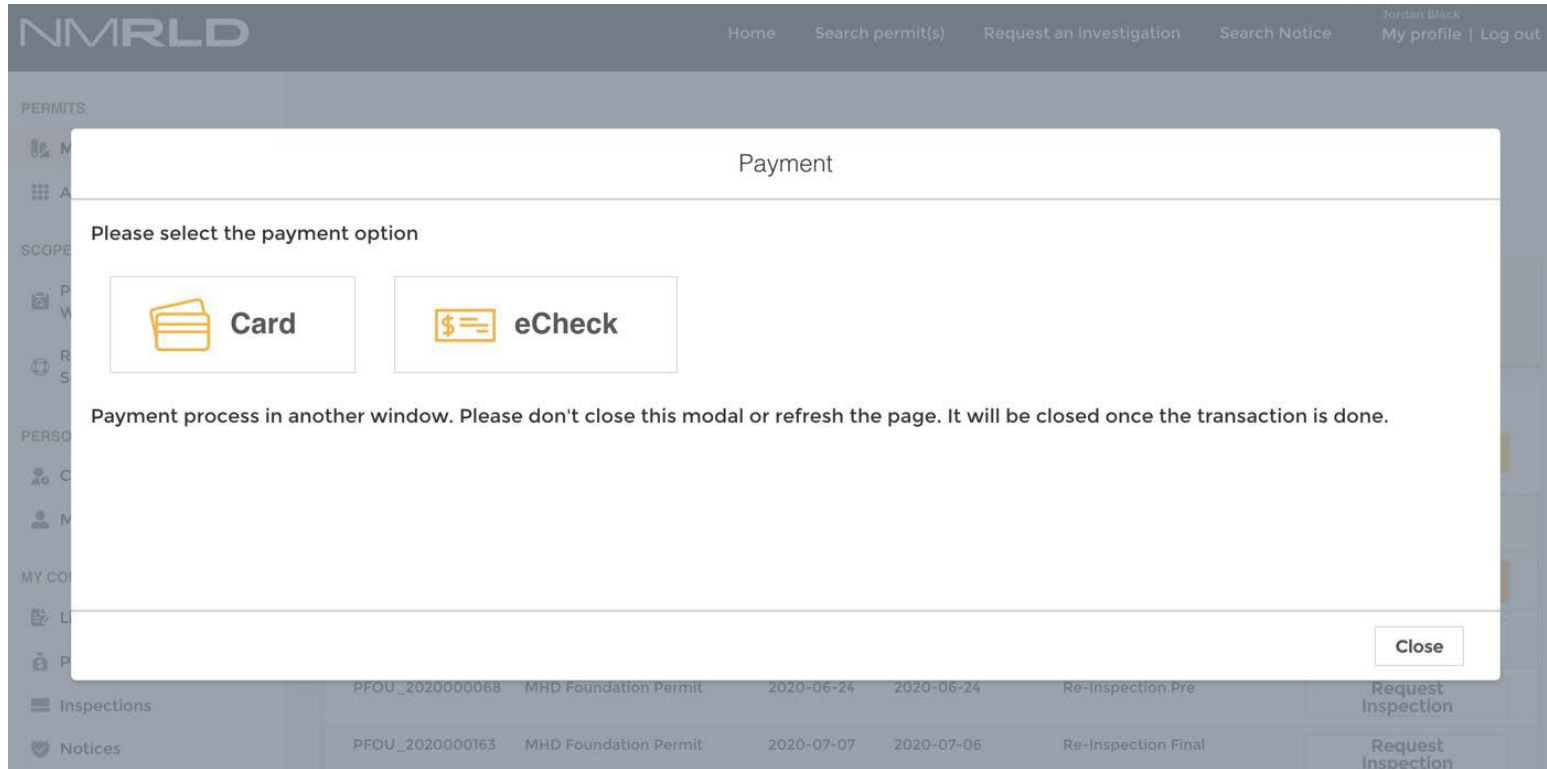 NMRLD
Home Search permit(s) Request an investigation Search Notice
Jordan Black
My profile | Log out
PERMITS
SCOPE
PERSO
MY CO
Inspections
Notices
Payment
Please select the payment option
Card eCheck
Payment process in another window. Please don't close this modal or refresh the page. It will be closed once the transaction is done.
Close
PFOU_2020000068 MHD Foundation Permit 2020-06-24 2020-06-24 Re-Inspection Pre Request
Inspection
PFOU_2020000163 MHD Foundation Permit 2020-07-07 2020-07-06 Re-Inspection Final Request
Inspection